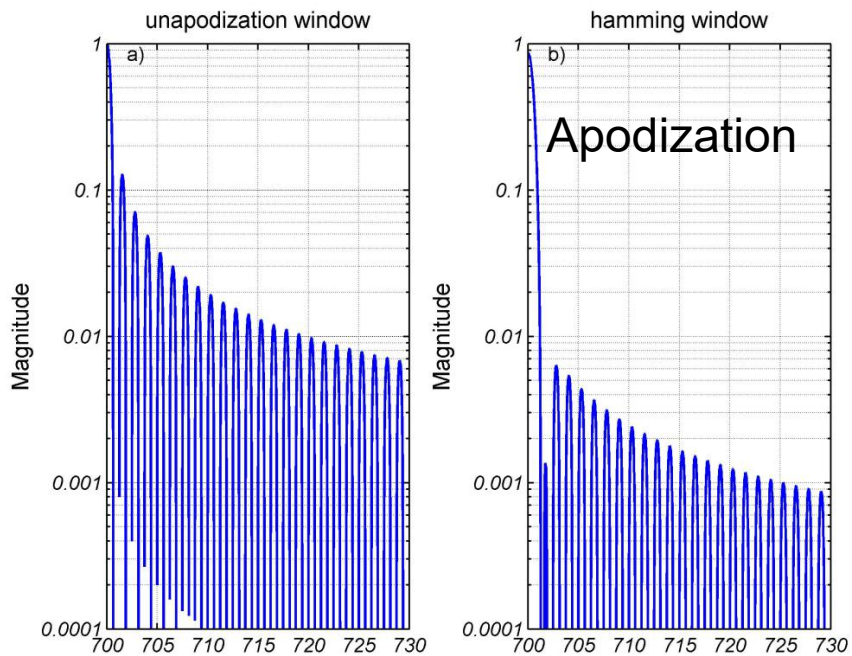 unapodization window
a)
Magnitude
1
0.1
0.01
0.001
0.0001
700 705 710 715 720 725 730
hamming window
b)
Apodization
Magnitude
1
0.1
0.01
0.001
0.0001
700 705 710 715 720 725 730